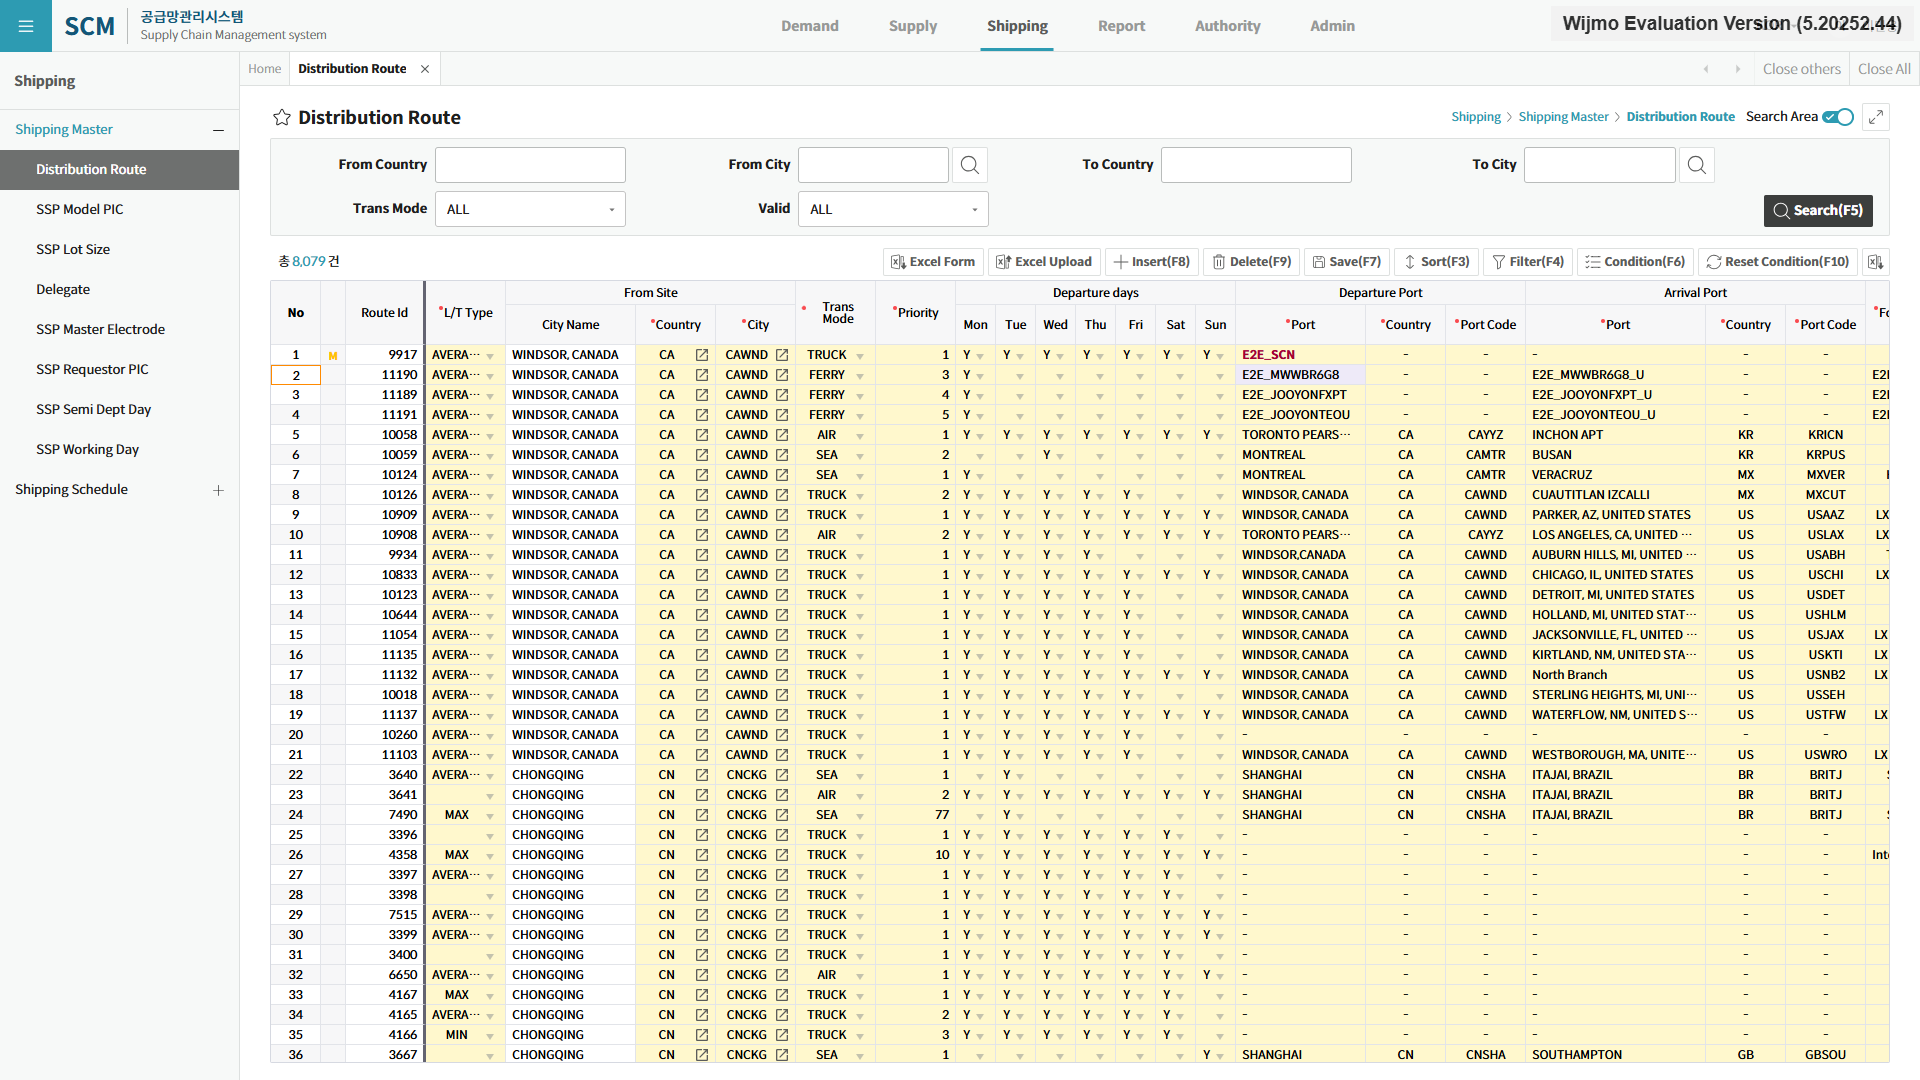 SCM 공급망관리시스템 Supply Chain Management system
Demand Supply Shipping Report Authority Admin
Wijmo Evaluation Version (5.20252.44)
Shipping
Shipping Master
Distribution Route
SSP Model PIC
SSP Lot Size
Delegate
SSP Master Electrode
SSP Requestor PIC
SSP Semi Dept Day
SSP Working Day
Shipping Schedule
Home Distribution Route Close others Close All
Distribution Route
Shipping > Shipping Master > Distribution Route Search Area
From Country From City To Country To City
Trans Mode ALL Valid ALL Search(F5)
총 8,079 건 Excel Form Excel Upload Insert(F8) Delete(F9) Save(F7) Sort(F3) Filter(F4) Condition(F6) Reset Condition(F10)
No Route Id *L/T Type From Site * Trans Mode *Priority Departure days Departure Port Arrival Port *Fo
City Name *Country *City Mon Tue Wed Thu Fri Sat Sun *Port *Country *Port Code *Port *Country *Port Code
1 M 9917 AVERA··· WINDSOR, CANADA CA CAWND TRUCK 1 Y Y Y Y Y Y Y E2E_SCN - - - - -
2 11190 AVERA··· WINDSOR, CANADA CA CAWND FERRY 3 Y E2E_MWWBR6G8 - - E2E_MWWBR6G8_U - - E2I
3 11189 AVERA··· WINDSOR, CANADA CA CAWND FERRY 4 Y E2E_JOOYONFXPT - - E2E_JOOYONFXPT_U - - E2I
4 11191 AVERA··· WINDSOR, CANADA CA CAWND FERRY 5 Y E2E_JOOYONTEOU - - E2E_JOOYONTEOU_U - - E2I
5 10058 AVERA··· WINDSOR, CANADA CA CAWND AIR 1 Y Y Y Y Y Y Y TORONTO PEARS··· CA CAYYZ INCHON APT KR KRICN
6 10059 AVERA··· WINDSOR, CANADA CA CAWND SEA 2 Y MONTREAL CA CAMTR BUSAN KR KRPUS
7 10124 AVERA··· WINDSOR, CANADA CA CAWND SEA 1 Y MONTREAL CA CAMTR VERACRUZ MX MXVER
8 10126 AVERA··· WINDSOR, CANADA CA CAWND TRUCK 2 Y Y Y Y Y WINDSOR, CANADA CA CAWND CUAUTITLAN IZCALLI MX MXCUT
9 10909 AVERA··· WINDSOR, CANADA CA CAWND TRUCK 1 Y Y Y Y Y Y Y WINDSOR, CANADA CA CAWND PARKER, AZ, UNITED STATES US USAAZ LX
10 10908 AVERA··· WINDSOR, CANADA CA CAWND AIR 2 Y Y Y Y Y Y Y TORONTO PEARS··· CA CAYYZ LOS ANGELES, CA, UNITED ··· US USLAX LX
11 9934 AVERA··· WINDSOR, CANADA CA CAWND TRUCK 1 Y Y Y Y WINDSOR,CANADA CA CAWND AUBURN HILLS, MI, UNITED ··· US USABH
12 10833 AVERA··· WINDSOR, CANADA CA CAWND TRUCK 1 Y Y Y Y Y Y Y WINDSOR, CANADA CA CAWND CHICAGO, IL, UNITED STATES US USCHI LX
13 10123 AVERA··· WINDSOR, CANADA CA CAWND TRUCK 1 Y Y Y Y Y WINDSOR, CANADA CA CAWND DETROIT, MI, UNITED STATES US USDET
14 10644 AVERA··· WINDSOR, CANADA CA CAWND TRUCK 1 Y Y Y Y Y WINDSOR, CANADA CA CAWND HOLLAND, MI, UNITED STAT··· US USHLM
15 11054 AVERA··· WINDSOR, CANADA CA CAWND TRUCK 1 Y Y Y Y Y WINDSOR, CANADA CA CAWND JACKSONVILLE, FL, UNITED ··· US USJAX LX
16 11135 AVERA··· WINDSOR, CANADA CA CAWND TRUCK 1 Y Y Y Y Y WINDSOR, CANADA CA CAWND KIRTLAND, NM, UNITED STA··· US USKTI LX
17 11132 AVERA··· WINDSOR, CANADA CA CAWND TRUCK 1 Y Y Y Y Y Y Y WINDSOR, CANADA CA CAWND North Branch US USNB2 LX
18 10018 AVERA··· WINDSOR, CANADA CA CAWND TRUCK 1 Y Y Y Y Y WINDSOR, CANADA CA CAWND STERLING HEIGHTS, MI, UNI··· US USSEH
19 11137 AVERA··· WINDSOR, CANADA CA CAWND TRUCK 1 Y Y Y Y Y Y Y WINDSOR, CANADA CA CAWND WATERFLOW, NM, UNITED S··· US USTFW LX
20 10260 AVERA··· WINDSOR, CANADA CA CAWND TRUCK 1 Y Y Y Y Y - - - - - -
21 11103 AVERA··· WINDSOR, CANADA CA CAWND TRUCK 1 Y Y Y Y Y WINDSOR, CANADA CA CAWND WESTBOROUGH, MA, UNITE··· US USWRO LX
22 3640 AVERA··· CHONGQING CN CNCKG SEA 1 Y SHANGHAI CN CNSHA ITAJAI, BRAZIL BR BRITJ
23 3641 CHONGQING CN CNCKG AIR 2 Y Y Y Y Y Y Y SHANGHAI CN CNSHA ITAJAI, BRAZIL BR BRITJ
24 7490 MAX CHONGQING CN CNCKG SEA 77 Y SHANGHAI CN CNSHA ITAJAI, BRAZIL BR BRITJ
25 3396 CHONGQING CN CNCKG TRUCK 1 Y Y Y Y Y Y - - - - - -
26 4358 MAX CHONGQING CN CNCKG TRUCK 10 Y Y Y Y Y Y Y - - - - - - Inte
27 3397 AVERA··· CHONGQING CN CNCKG TRUCK 1 Y Y Y Y Y Y - - - - - -
28 3398 CHONGQING CN CNCKG TRUCK 1 Y Y Y Y Y Y - - - - - -
29 7515 AVERA··· CHONGQING CN CNCKG TRUCK 1 Y Y Y Y Y Y Y - - - - - -
30 3399 AVERA··· CHONGQING CN CNCKG TRUCK 1 Y Y Y Y Y Y Y - - - - - -
31 3400 CHONGQING CN CNCKG TRUCK 1 Y Y Y Y Y Y - - - - - -
32 6650 AVERA··· CHONGQING CN CNCKG AIR 1 Y Y Y Y Y Y Y - - - - - -
33 4167 MAX CHONGQING CN CNCKG TRUCK 1 Y Y Y Y Y Y - - - - - -
34 4165 AVERA··· CHONGQING CN CNCKG TRUCK 2 Y Y Y Y Y Y - - - - - -
35 4166 MIN CHONGQING CN CNCKG TRUCK 3 Y Y Y Y Y Y - - - - - -
36 3667 CHONGQING CN CNCKG SEA 1 Y SHANGHAI CN CNSHA SOUTHAMPTON GB GBSOU